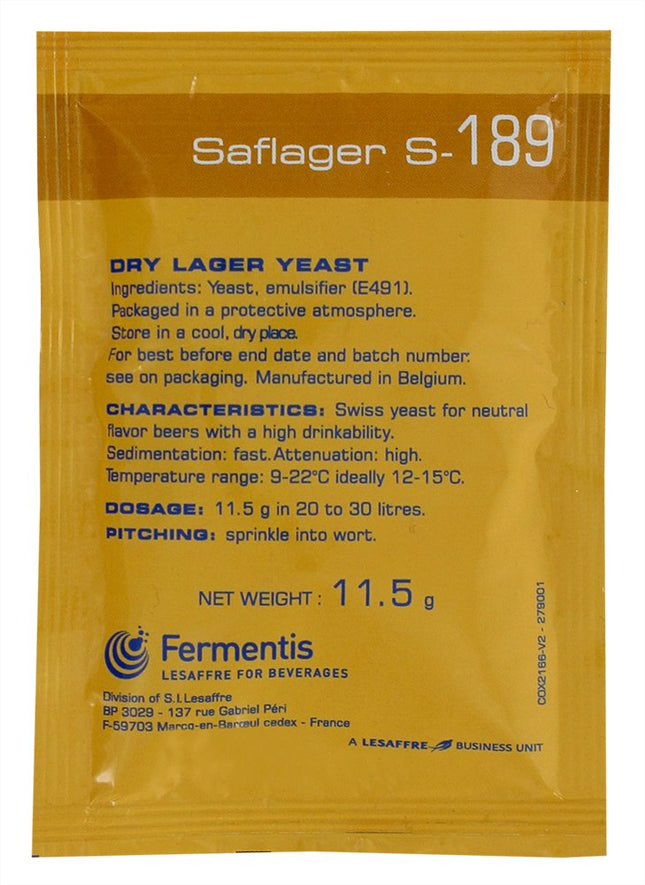 Saflager S-189
DRY LAGER YEAST
Ingredients: Yeast, emulsifier (E491).
Packaged in a protective atmosphere.
Store in a cool, dry place.
For best before end date and batch number:
see on packaging. Manufactured in Belgium.
CHARACTERISTICS: Swiss yeast for neutral
flavor beers with a high drinkability.
Sedimentation: fast. Attenuation: high.
Temperature range: 9-22°C ideally 12-15°C.
DOSAGE: 11.5 g in 20 to 30 litres.
PITCHING: sprinkle into wort.
NET WEIGHT: 11.5 g
COX2166-V2 - 278001
Fermentis
LESAFFRE FOR BEVERAGES
Division of S.I.Lesaffre
BP 3029 - 137 rue Gabriel Péri
F-59703 Marcq-en-Barœul cedex - France
A LESAFFRE BUSINESS UNIT